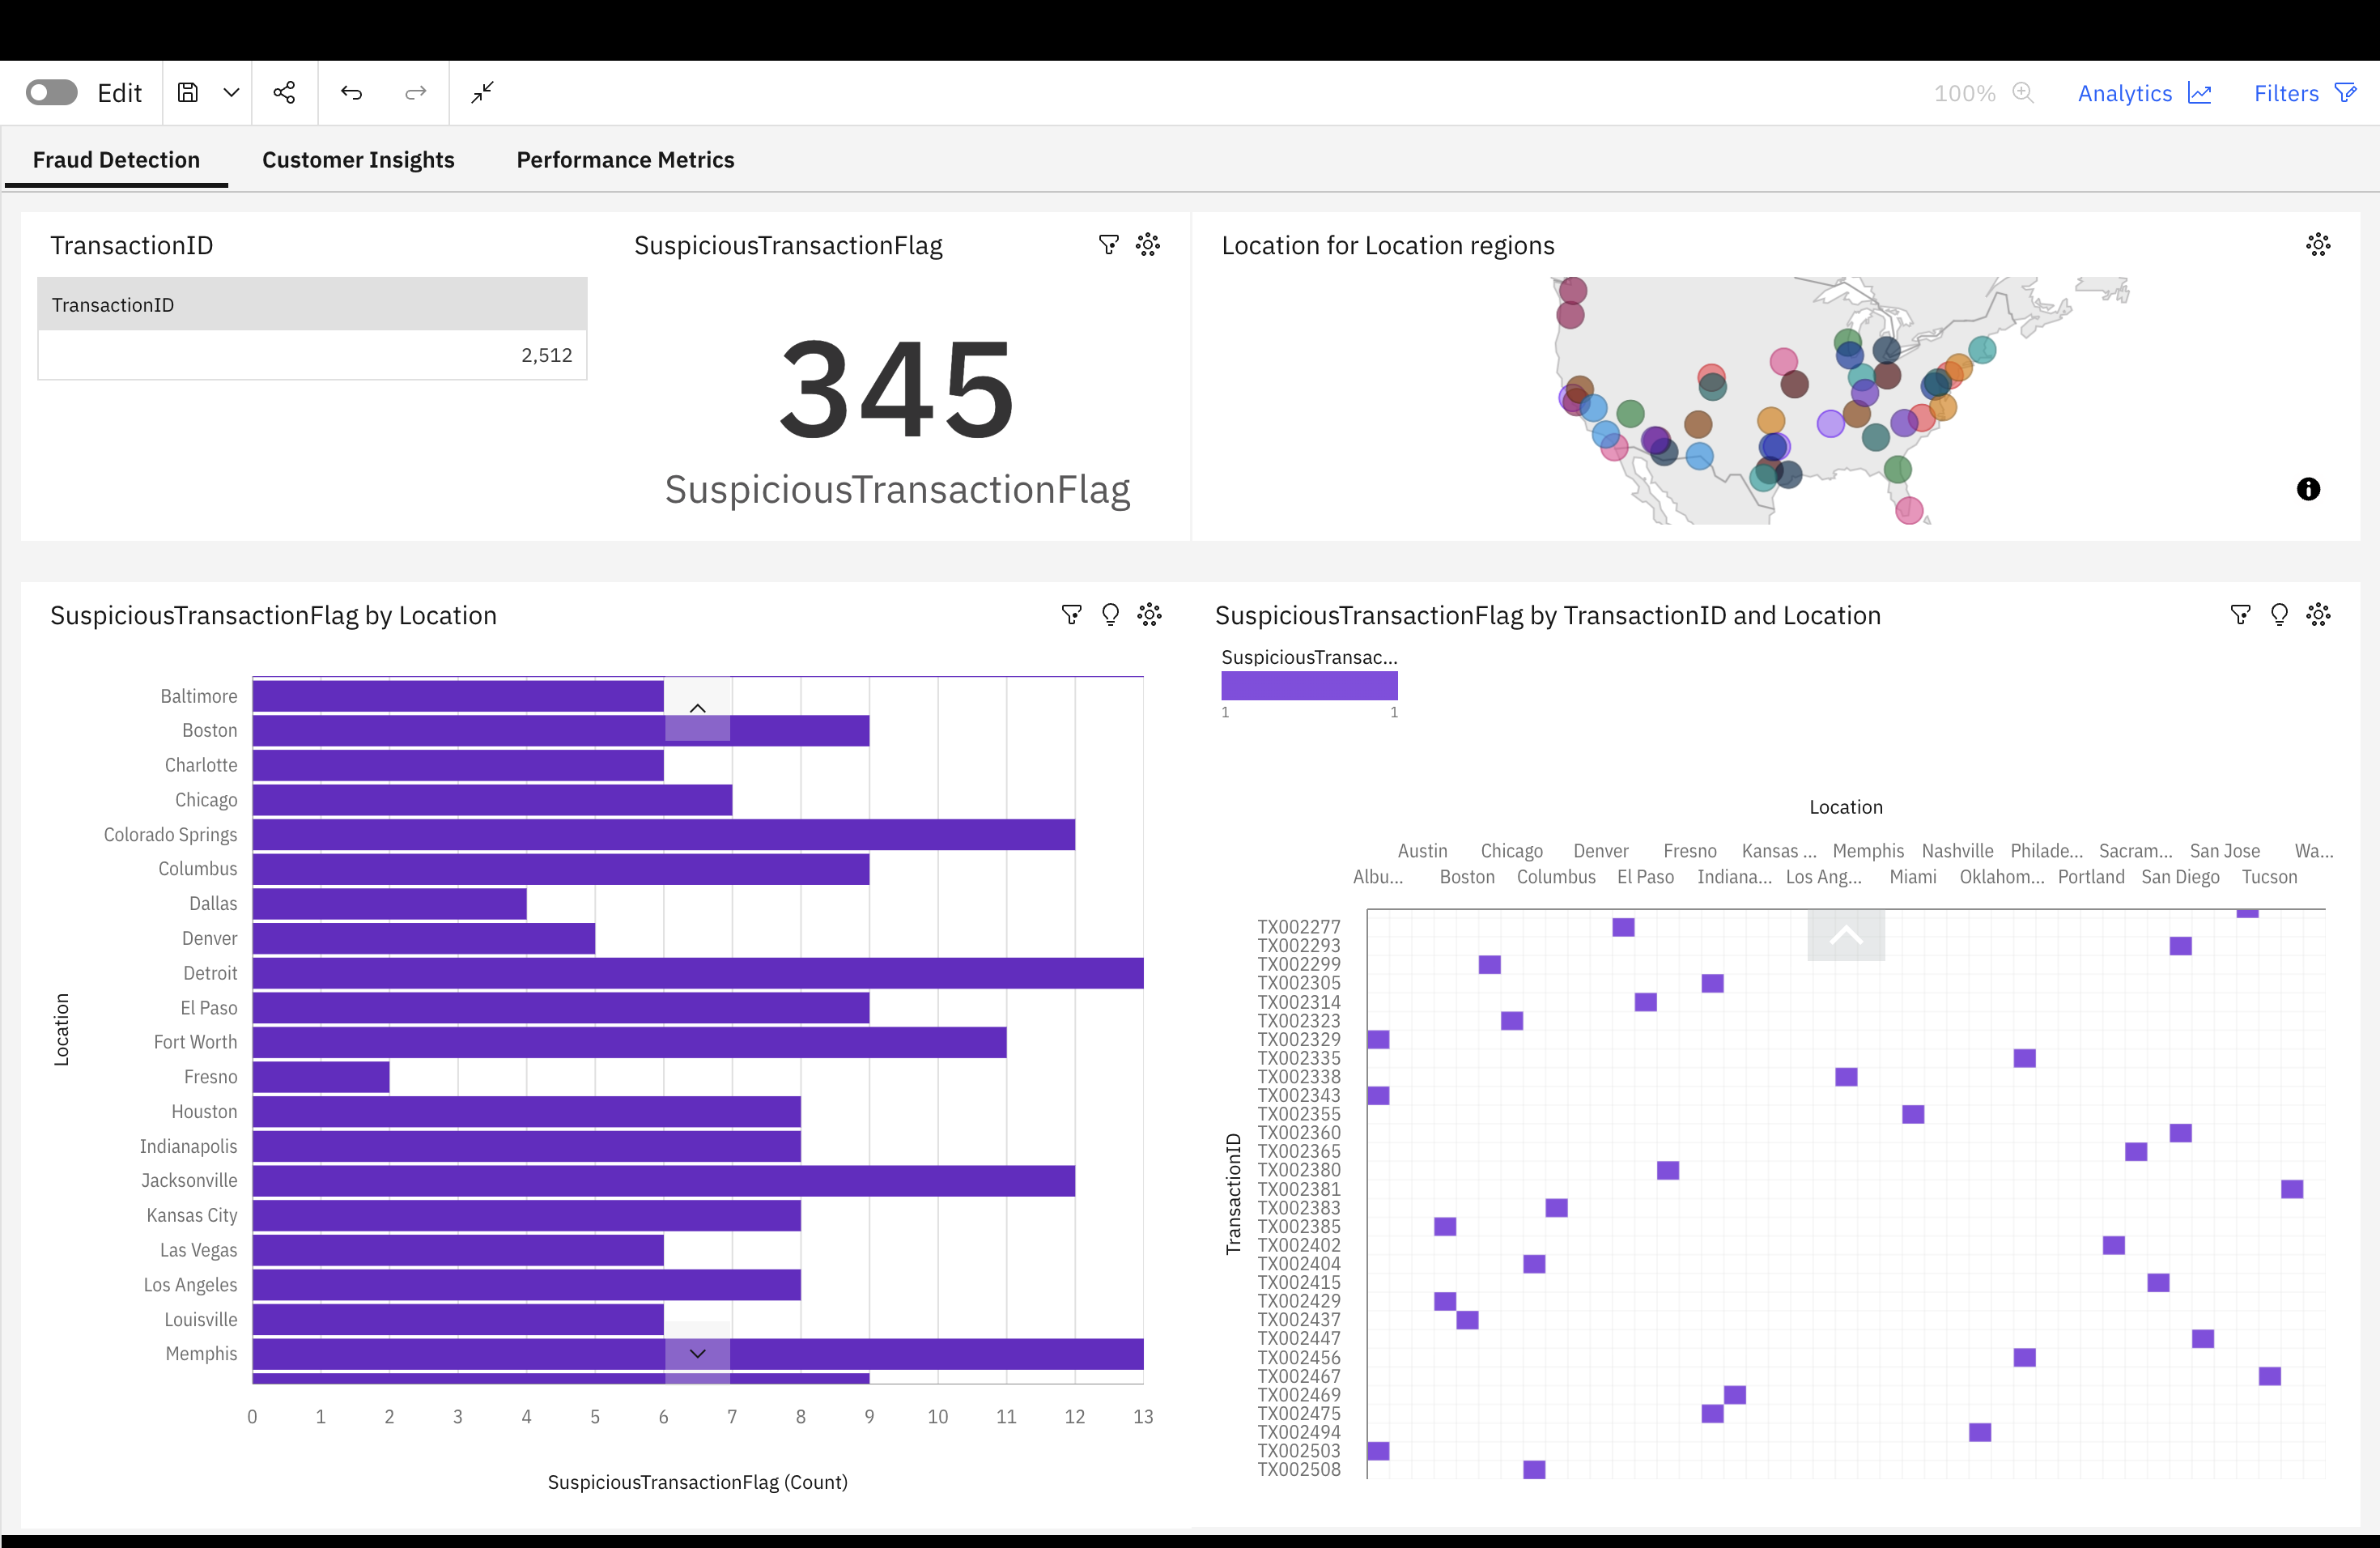 Edit
100%
Analytics
Filters
Fraud Detection
Customer Insights
Performance Metrics
TransactionID
TransactionID
2,512
SuspiciousTransactionFlag
345
SuspiciousTransactionFlag
Location for Location regions
SuspiciousTransactionFlag by Location
Location
Baltimore
Boston
Charlotte
Chicago
Colorado Springs
Columbus
Dallas
Denver
Detroit
El Paso
Fort Worth
Fresno
Houston
Indianapolis
Jacksonville
Kansas City
Las Vegas
Los Angeles
Louisville
Memphis
0 1 2 3 4 5 6 7 8 9 10 11 12 13
SuspiciousTransactionFlag (Count)
SuspiciousTransactionFlag by TransactionID and Location
SuspiciousTransac...
1 1
Location
Austin Chicago Denver Fresno Kansas ... Memphis Nashville Philade... Sacram... San Jose Wa...
Albu... Boston Columbus El Paso Indiana... Los Ang... Miami Oklahom... Portland San Diego Tucson
TransactionID
TX002277
TX002293
TX002299
TX002305
TX002314
TX002323
TX002329
TX002335
TX002338
TX002343
TX002355
TX002360
TX002365
TX002380
TX002381
TX002383
TX002385
TX002402
TX002404
TX002415
TX002429
TX002437
TX002447
TX002456
TX002467
TX002469
TX002475
TX002494
TX002503
TX002508